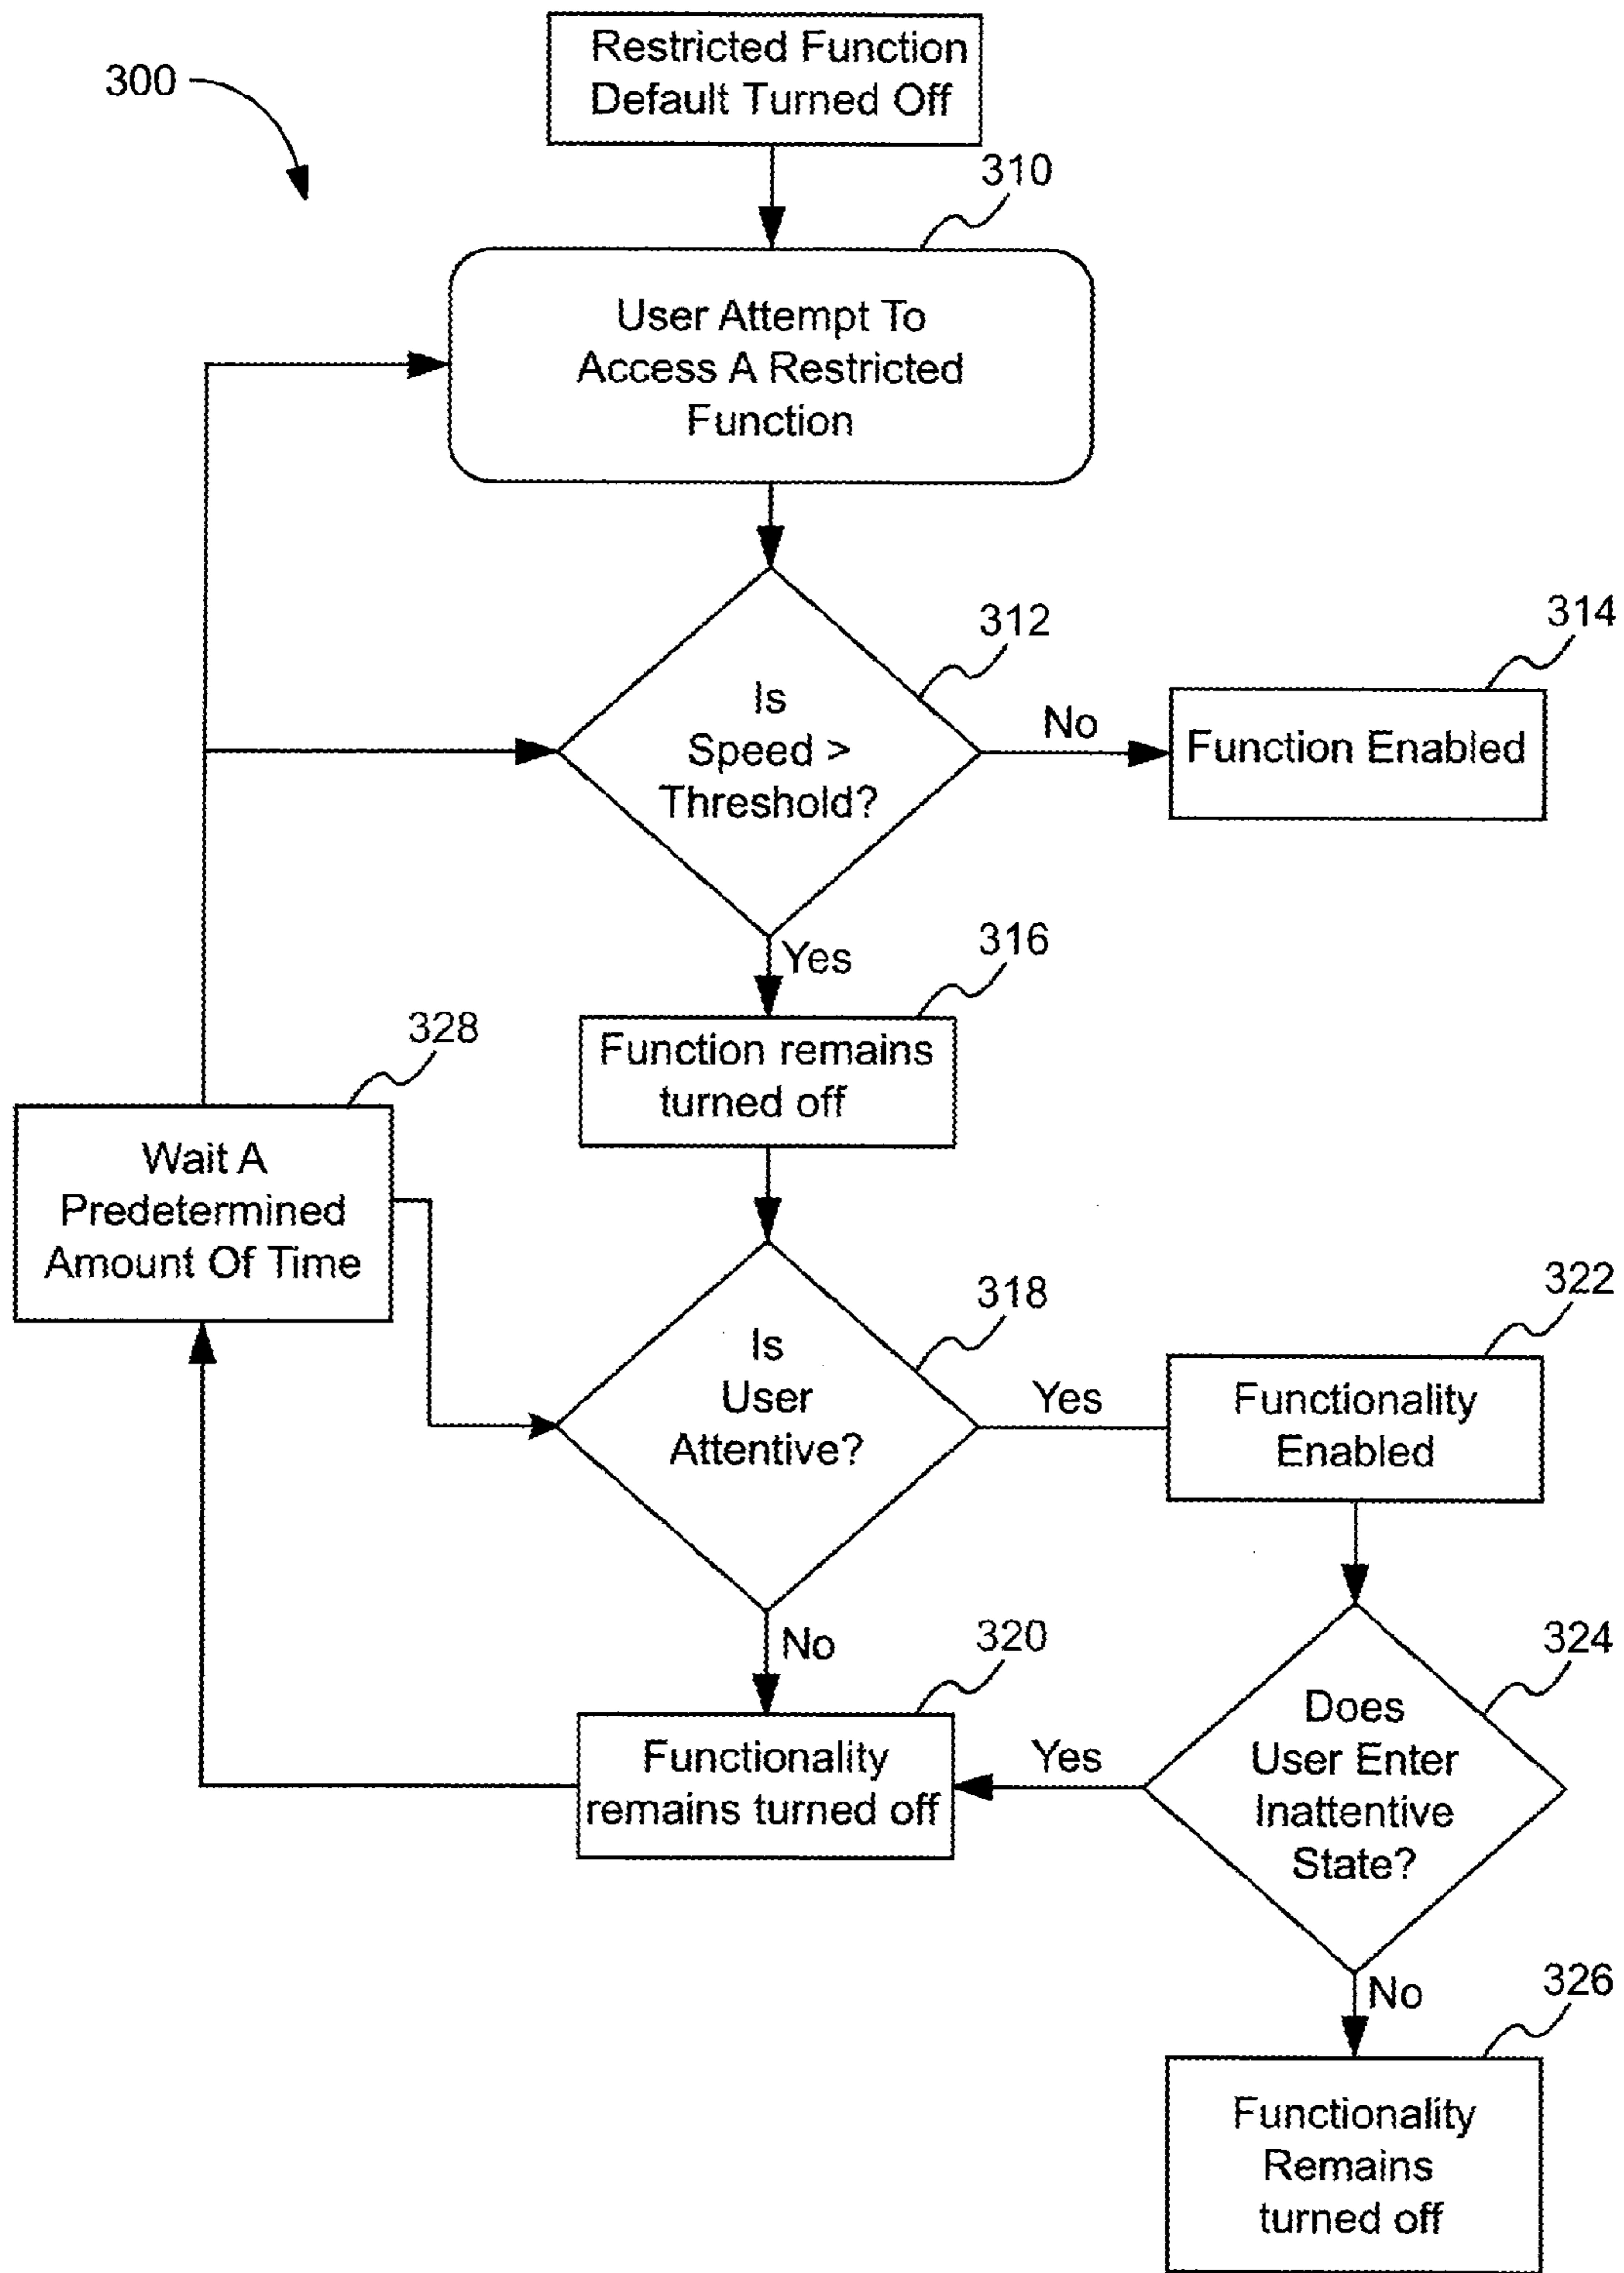 Restricted Function
Default Turned Off
300
310
User Attempt To
Access A Restricted
Function
312
314
Is
Speed >
Threshold?
No
Function Enabled
Yes
316
Function remains
turned off
328
Wait A
Predetermined
Amount Of Time
318
322
Is
User
Attentive?
Yes
Functionality
Enabled
No
320
324
Functionality
remains turned off
Yes
Does
User Enter
Inattentive
State?
No
326
Functionality
Remains
turned off